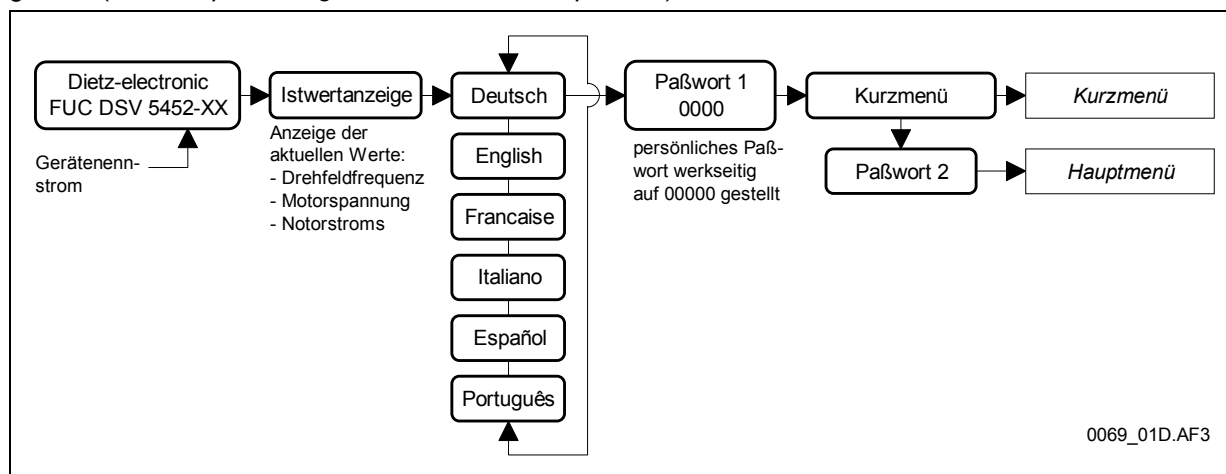 Dietz-electronic
FUC DSV 5452-XX
Gerätenenn-
strom
Istwertanzeige
Anzeige der
aktuellen Werte:
- Drehfeldfrequenz
- Motorspannung
- Notorstroms
Deutsch
English
Francaise
Italiano
Español
Português
Paßwort 1
0000
persönliches Paß-
wort werkseitig
auf 00000 gestellt
Kurzmenü
Paßwort 2
Kurzmenü
Hauptmenü
0069_01D.AF3